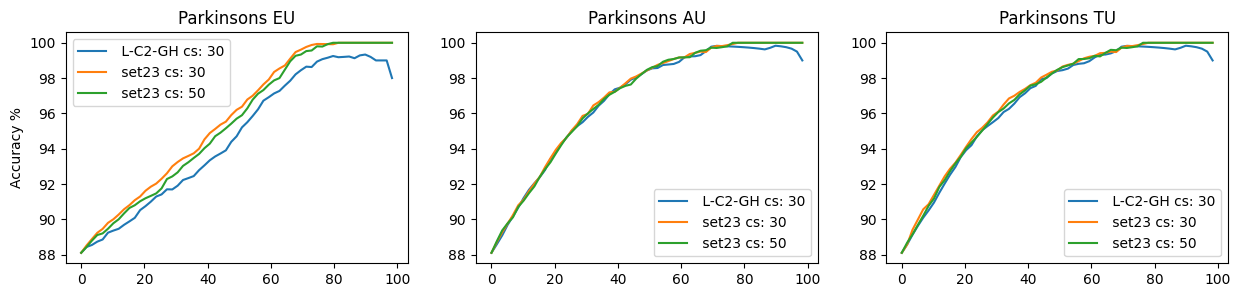 Parkinsons EU
Accuracy %
100
98
96
94
92
90
88
0 20 40 60 80 100
L-C2-GH cs: 30
set23 cs: 30
set23 cs: 50
Parkinsons AU
100
98
96
94
92
90
88
0 20 40 60 80 100
L-C2-GH cs: 30
set23 cs: 30
set23 cs: 50
Parkinsons TU
100
98
96
94
92
90
88
0 20 40 60 80 100
L-C2-GH cs: 30
set23 cs: 30
set23 cs: 50